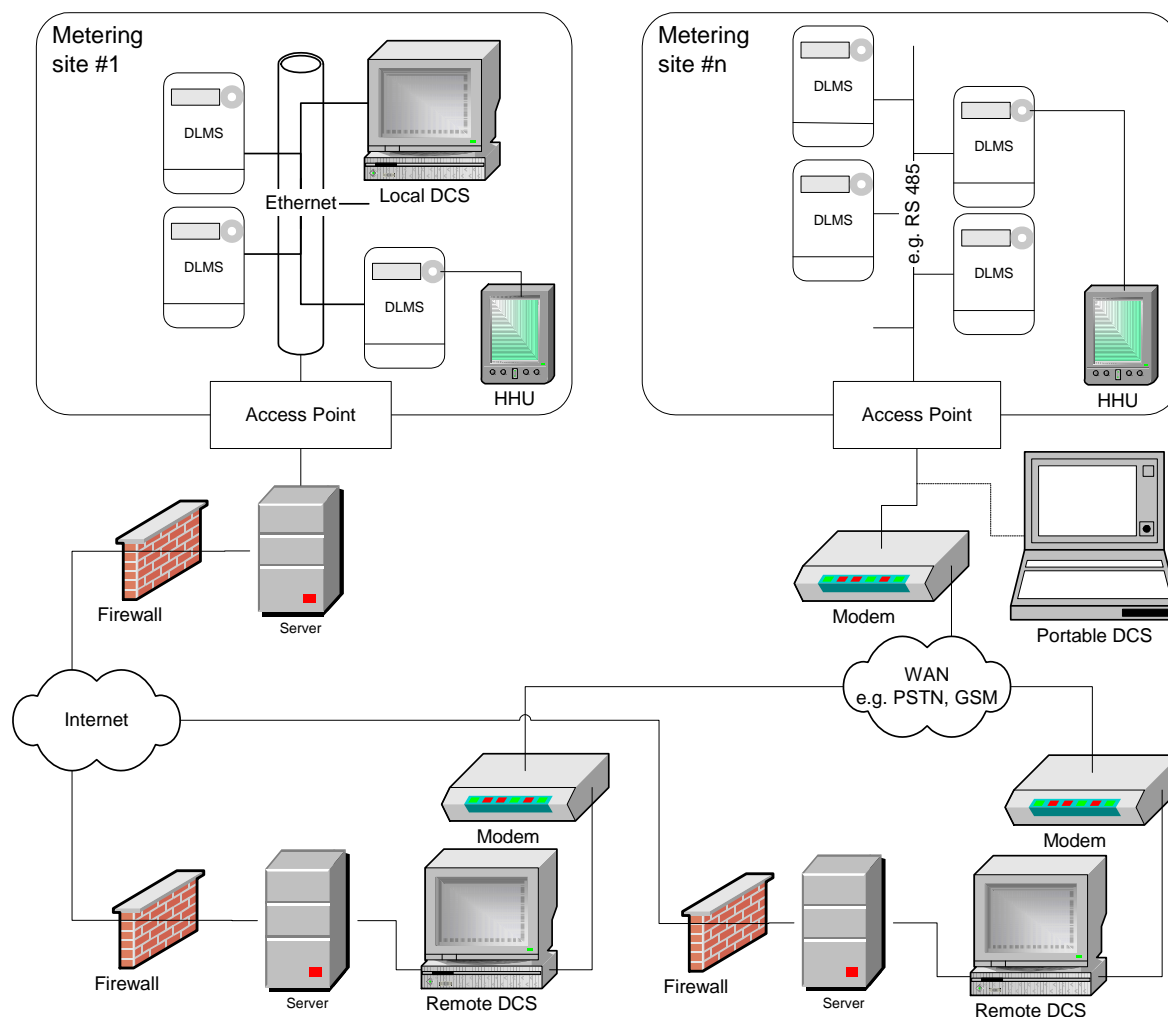 Metering
site #1
DLMS
DLMS
Ethernet
Local DCS
DLMS
HHU
Access Point
Metering
site #n
DLMS
DLMS
DLMS
e.g. RS 485
DLMS
HHU
Access Point
Firewall
Server
Modem
Portable DCS
Internet
WAN
e.g. PSTN, GSM
Modem
Modem
Firewall
Server
Remote DCS
Firewall
Server
Remote DCS